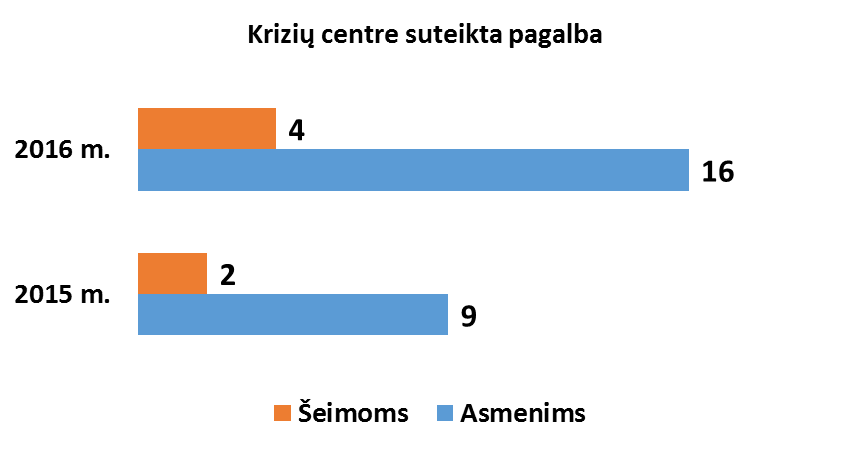 Krizių centre suteikta pagalba
2016 m.
4
16
2015 m.
2
9
Šeimoms
Asmenims